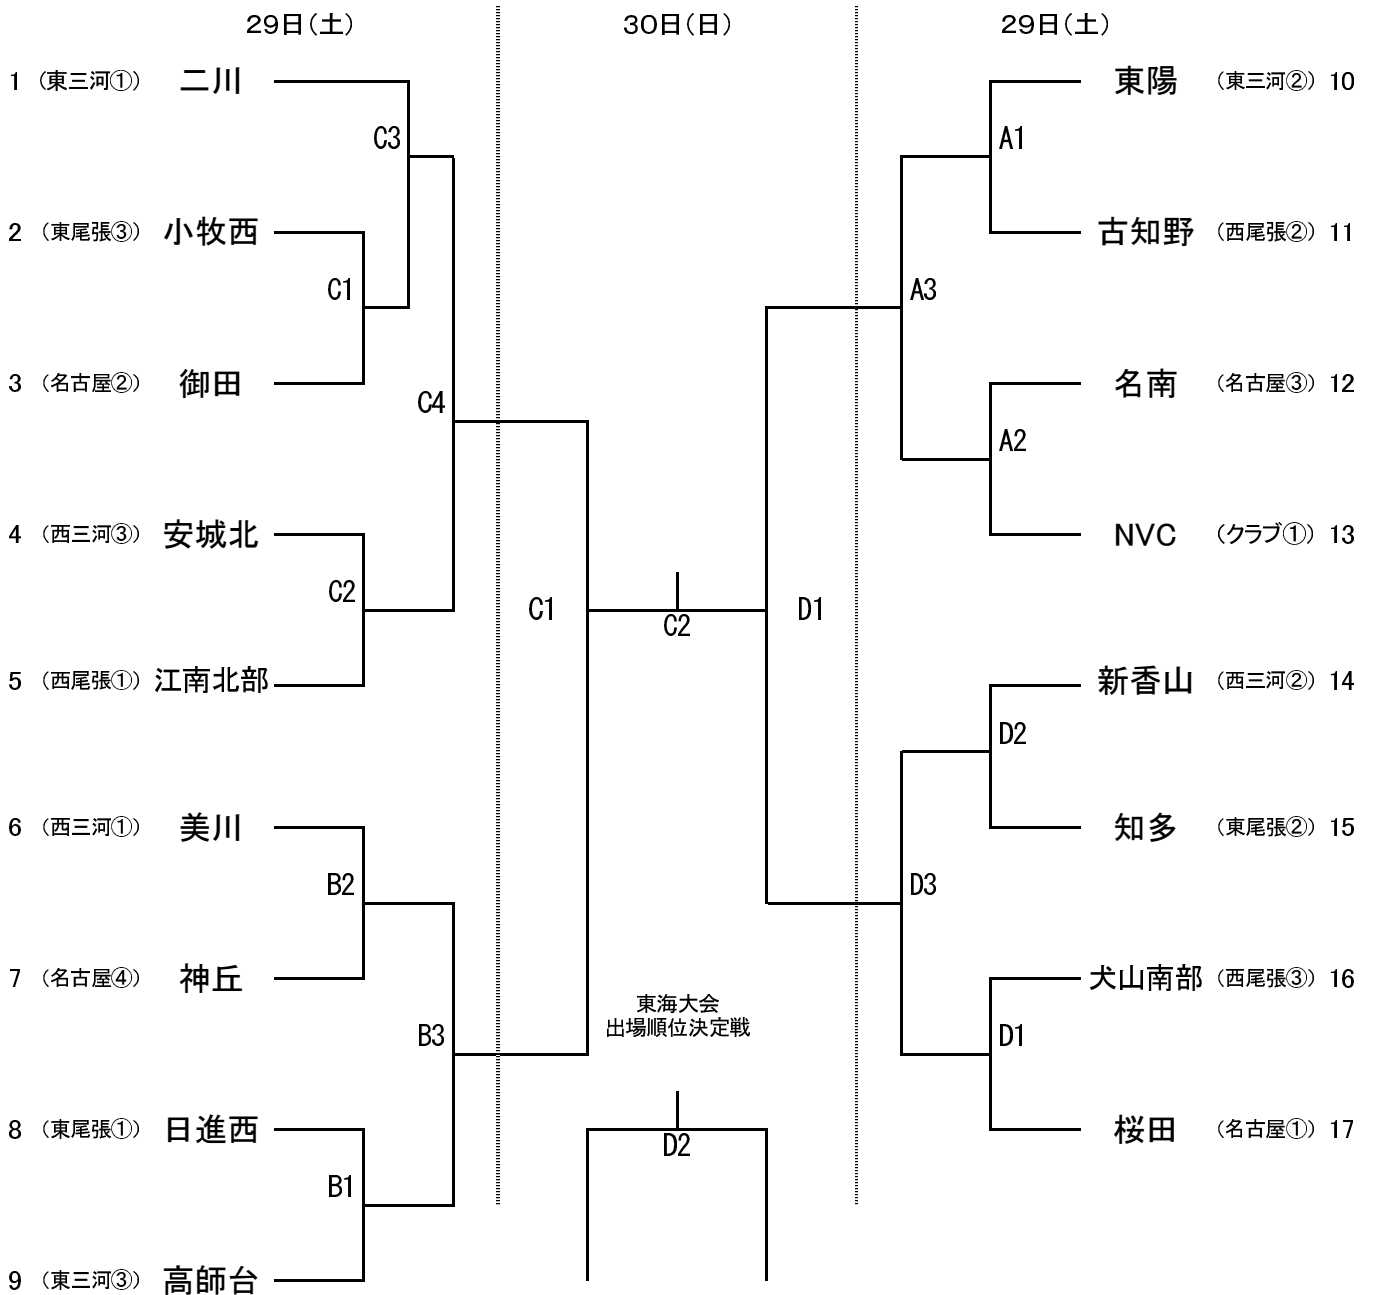 29日（土）
30日（日）
29日（土）
1 （東三河①） 二川
C3
2 （東尾張③） 小牧西
C1
3 （名古屋②） 御田
C4
4 （西三河③） 安城北
C2
5 （西尾張①） 江南北部
6 （西三河①） 美川
B2
7 （名古屋④） 神丘
B3
8 （東尾張①） 日進西
B1
9 （東三河③） 高師台
C1
C2
D1
東海大会
出場順位決定戦
D2
東陽 （東三河②） 10
A1
古知野 （西尾張②） 11
A3
名南 （名古屋③） 12
A2
NVC （クラブ①） 13
新香山 （西三河②） 14
D2
知多 （東尾張②） 15
D3
犬山南部 （西尾張③） 16
D1
桜田 （名古屋①） 17